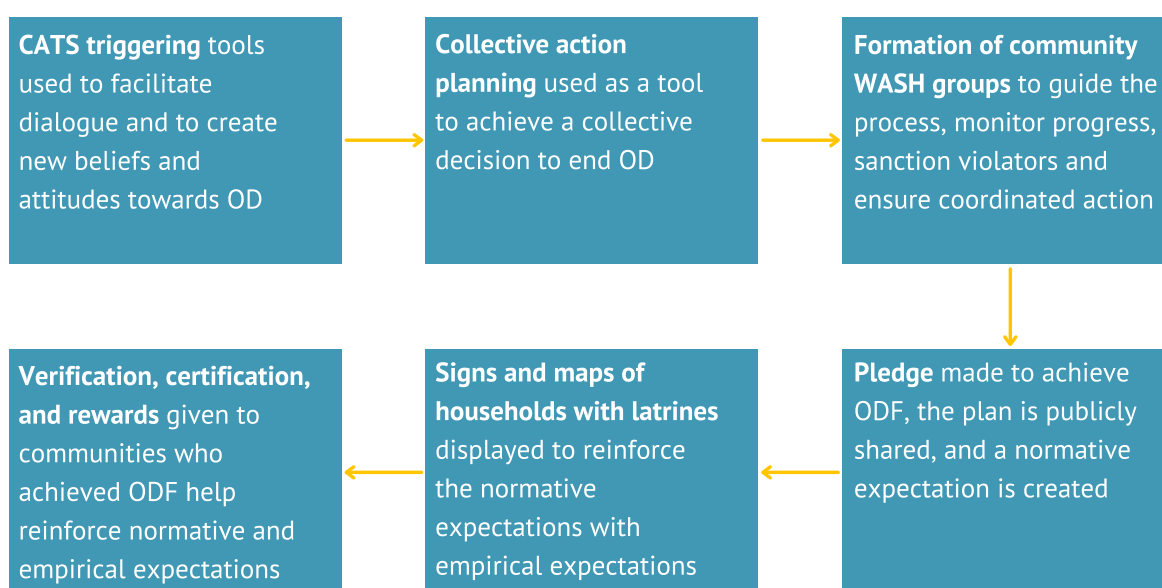 CATS triggering tools
used to facilitate
dialogue and to create
new beliefs and
attitudes towards OD
Collective action
planning used as a tool
to achieve a collective
decision to end OD
Formation of community
WASH groups to guide the
process, monitor progress,
sanction violators and
ensure coordinated action
Pledge made to achieve
ODF, the plan is publicly
shared, and a normative
expectation is created
Signs and maps of
households with latrines
displayed to reinforce
the normative
expectations with
empirical expectations
Verification, certification,
and rewards given to
communities who
achieved ODF help
reinforce normative and
empirical expectations